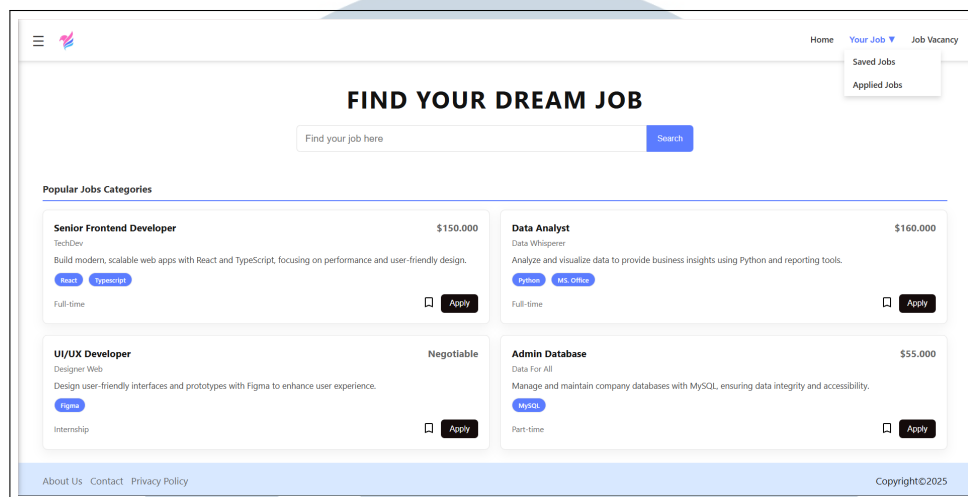 Home Your Job ▼ Job Vacancy
Saved Jobs
Applied Jobs
FIND YOUR DREAM JOB
Find your job here Search
Popular Jobs Categories
Senior Frontend Developer $150.000
TechDev
Build modern, scalable web apps with React and TypeScript, focusing on performance and user-friendly design.
React Typescript
Full-time Apply
Data Analyst $160.000
Data Whisperer
Analyze and visualize data to provide business insights using Python and reporting tools.
Python MS. Office
Full-time Apply
UI/UX Developer Negotiable
Designer Web
Design user-friendly interfaces and prototypes with Figma to enhance user experience.
Figma
Internship Apply
Admin Database $55.000
Data For All
Manage and maintain company databases with MySQL, ensuring data integrity and accessibility.
MySQL
Part-time Apply
About Us Contact Privacy Policy Copyright©2025